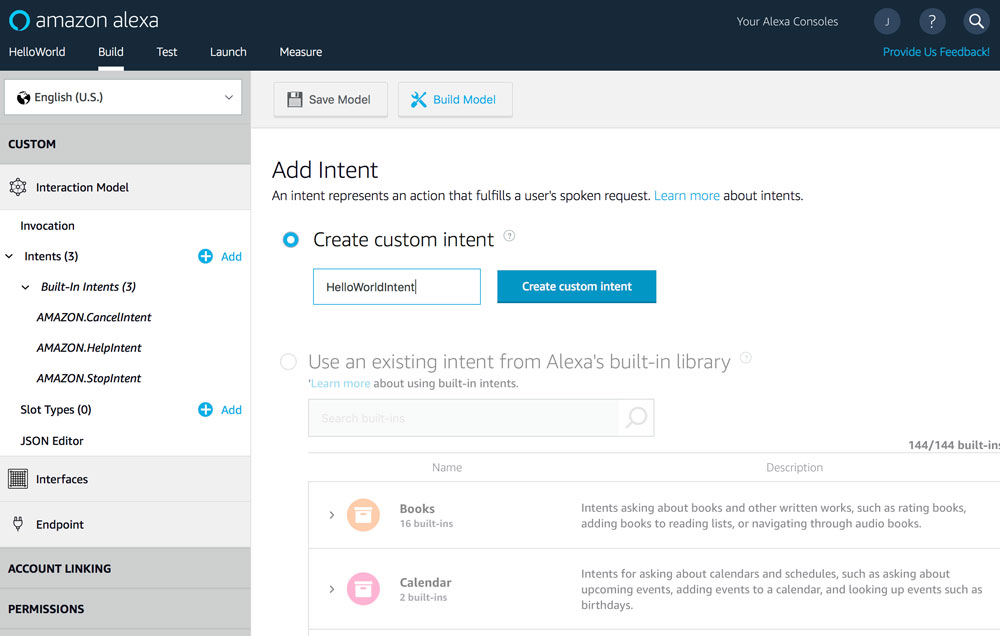 amazon alexa
Your Alexa Consoles
J
?
HelloWorld
Build
Test
Launch
Measure
Provide Us Feedback!
English (U.S.)
Save Model
Build Model
CUSTOM
Interaction Model
Invocation
Intents (3)
Add
Built-In Intents (3)
AMAZON.CancelIntent
AMAZON.HelpIntent
AMAZON.StopIntent
Slot Types (0)
Add
JSON Editor
Interfaces
Endpoint
ACCOUNT LINKING
PERMISSIONS
Add Intent
An intent represents an action that fulfills a user's spoken request. Learn more about intents.
Create custom intent ?
HelloWorldIntent
Create custom intent
Use an existing intent from Alexa's built-in library ?
'Learn more about using built-in intents.
Search built-ins
144/144 built-ins
Name
Description
Books
16 built-ins
Intents asking about books and other written works, such as rating books,
adding books to reading lists, or navigating through audio books.
Calendar
2 built-ins
Intents for asking about calendars and schedules, such as asking about
upcoming events, adding events to a calendar, and looking up events such as
birthdays.